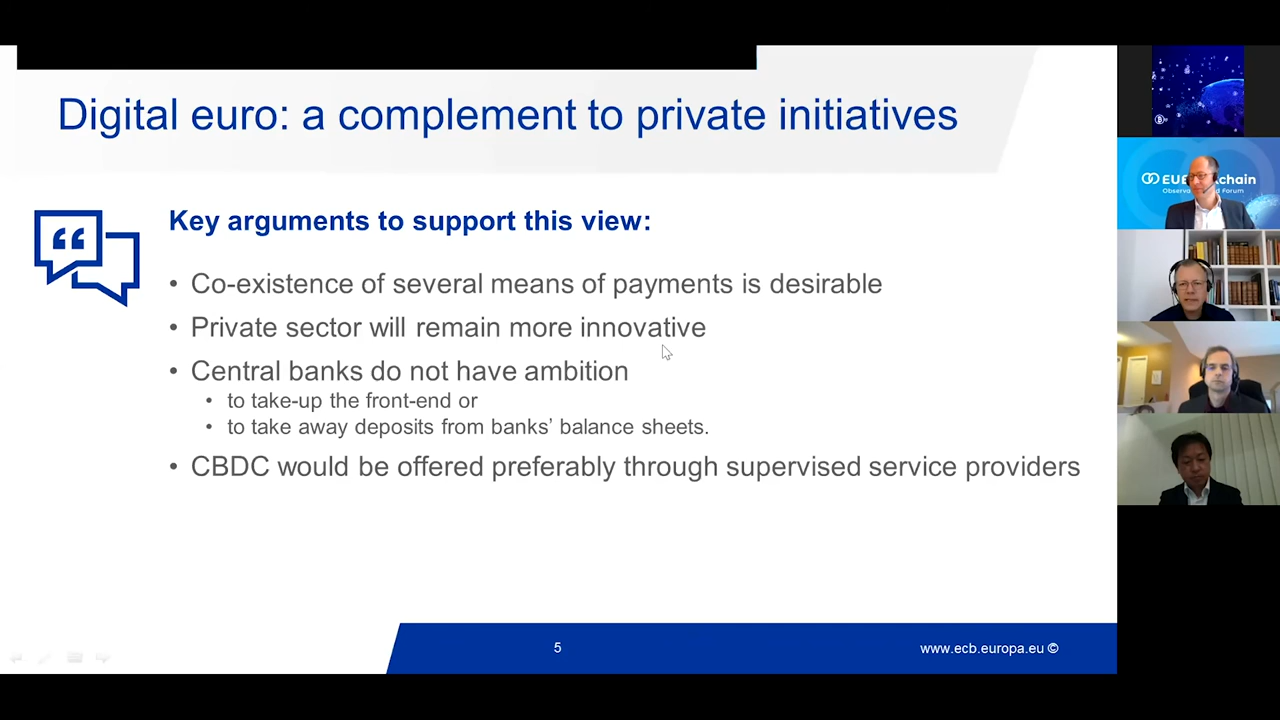 Digital euro: a complement to private initiatives
Key arguments to support this view:
• Co-existence of several means of payments is desirable
• Private sector will remain more innovative
• Central banks do not have ambition
• to take-up the front-end or
• to take away deposits from banks’ balance sheets.
• CBDC would be offered preferably through supervised service providers
5
www.ecb.europa.eu ©
chain
Forum